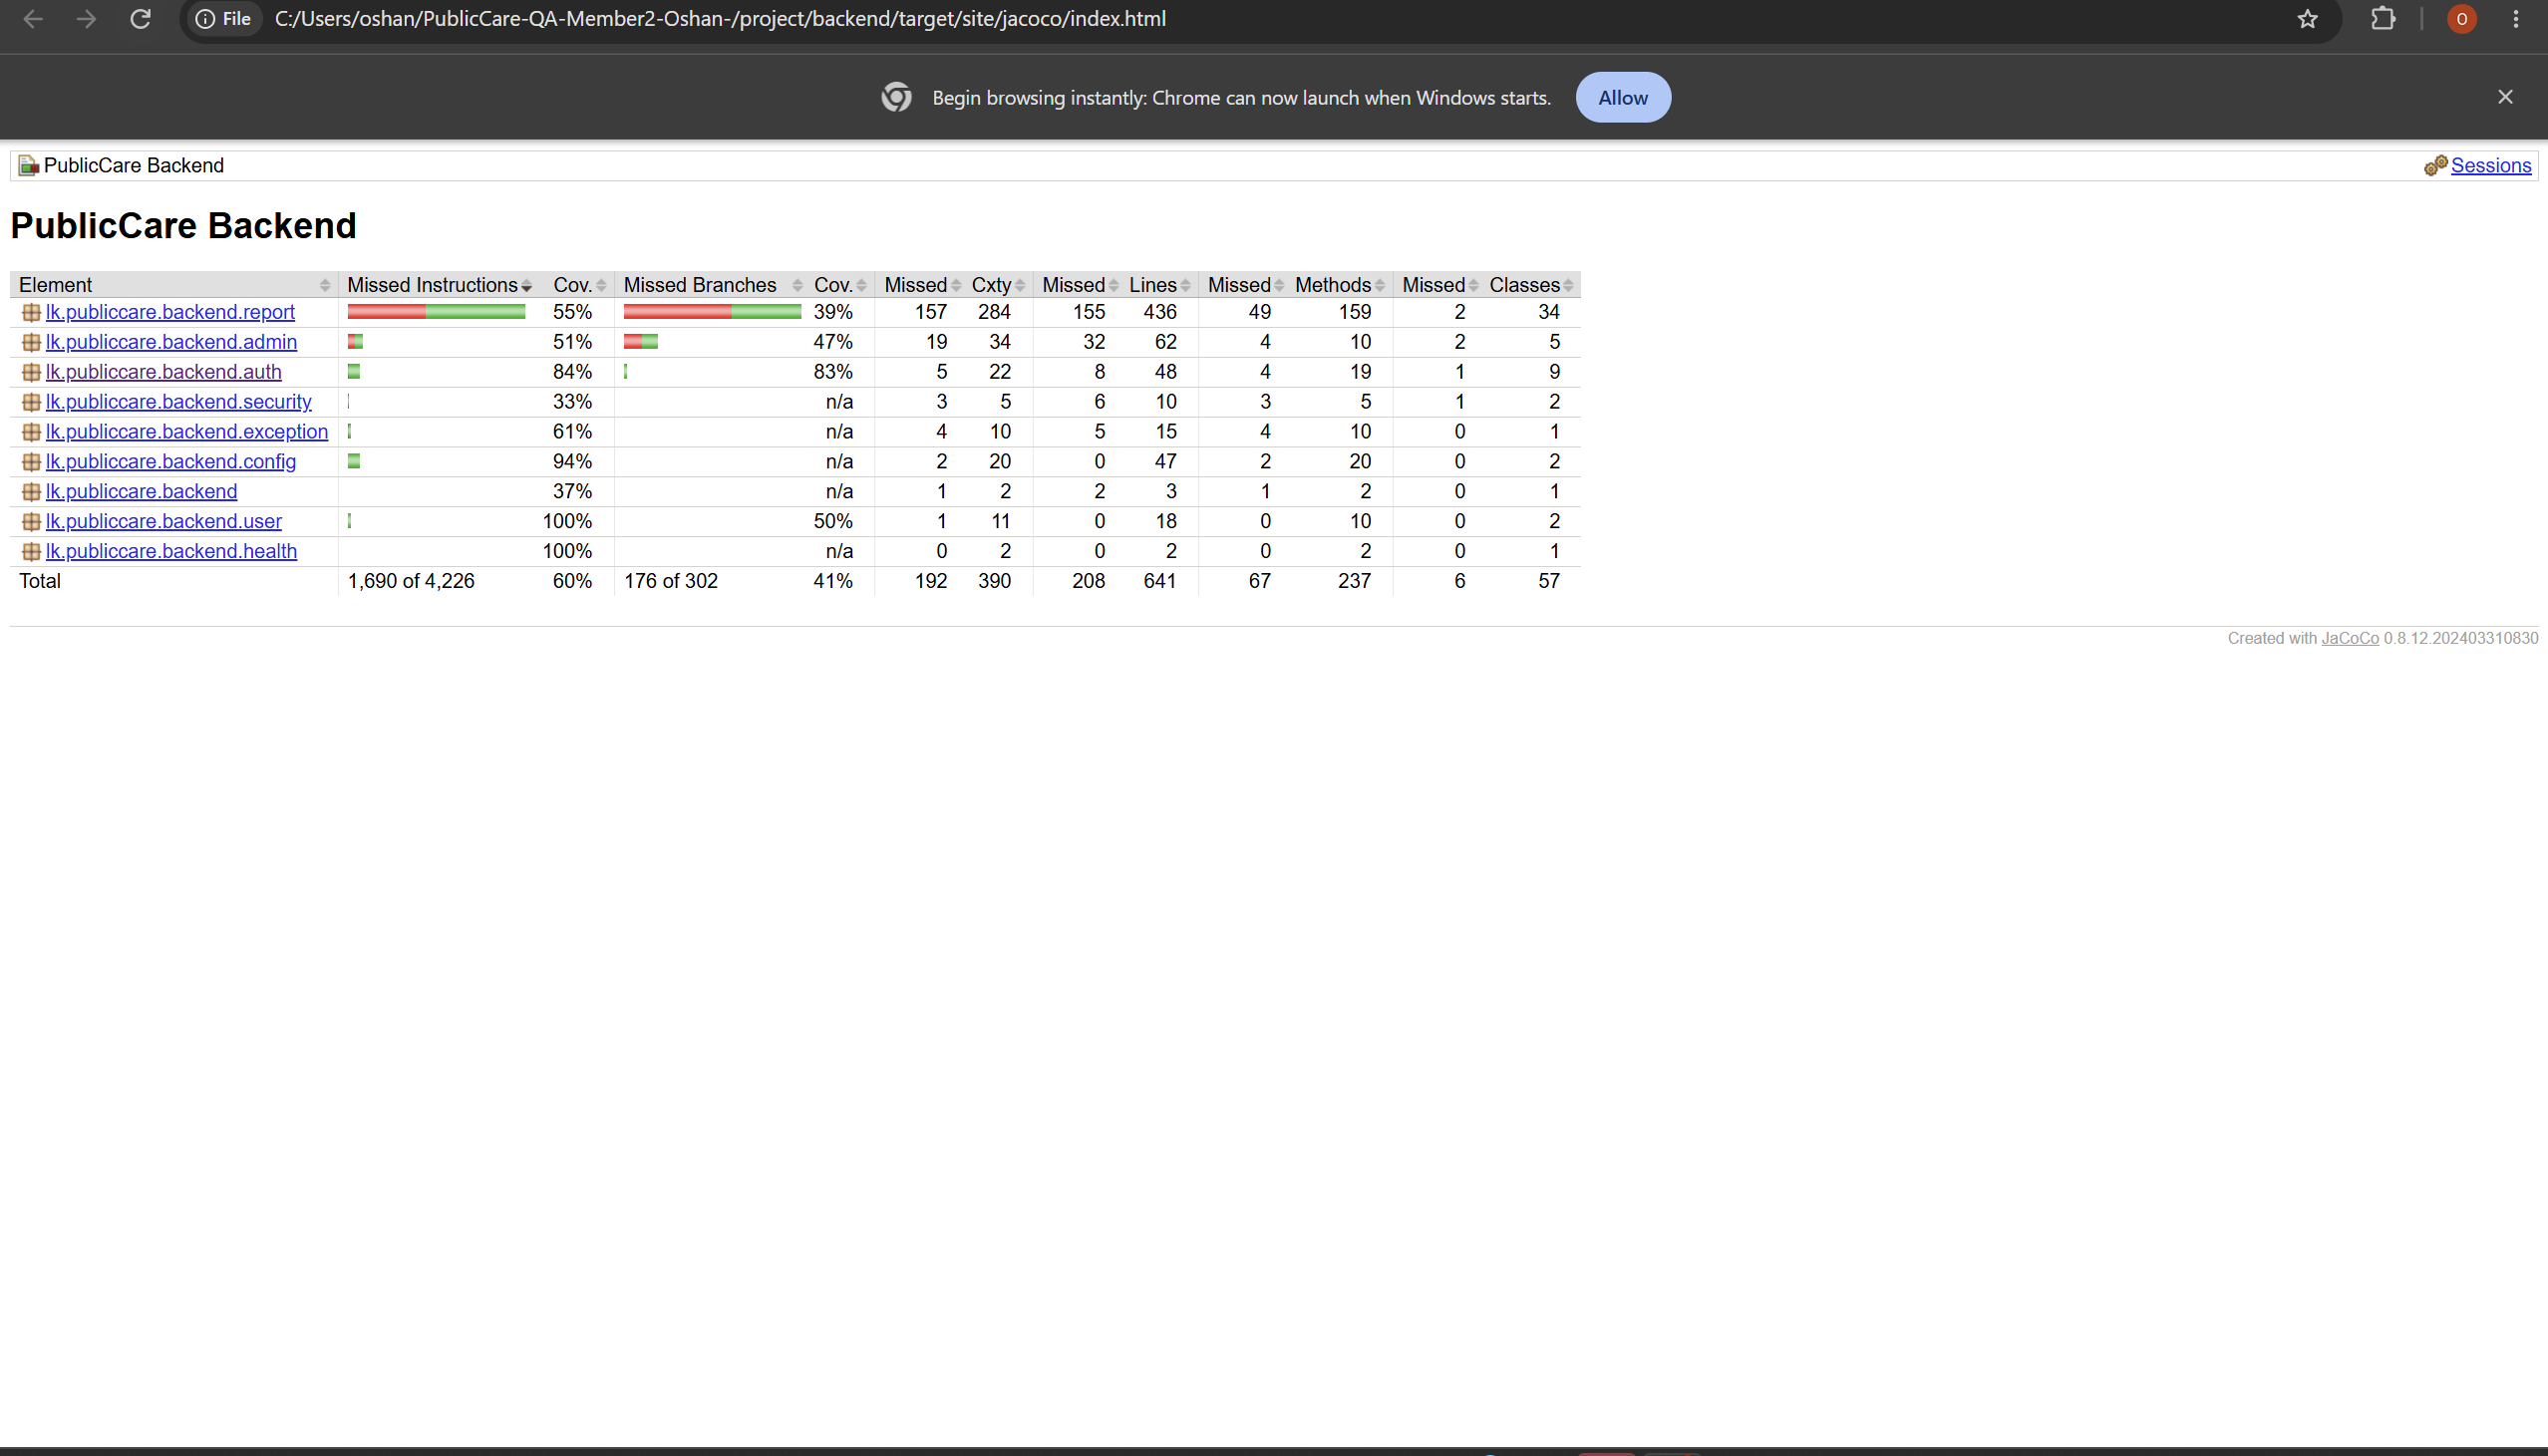 File C:/Users/oshan/PublicCare-QA-Member2-Oshan-/project/backend/target/site/jacoco/index.html O
Begin browsing instantly: Chrome can now launch when Windows starts. Allow
PublicCare Backend Sessions
PublicCare Backend
Element Missed Instructions Cov. Missed Branches Cov. Missed Cxty Missed Lines Missed Methods Missed Classes
lk.publiccare.backend.report 55% 39% 157 284 155 436 49 159 2 34
lk.publiccare.backend.admin 51% 47% 19 34 32 62 4 10 2 5
lk.publiccare.backend.auth 84% 83% 5 22 8 48 4 19 1 9
lk.publiccare.backend.security 33% n/a 3 5 6 10 3 5 1 2
lk.publiccare.backend.exception 61% n/a 4 10 5 15 4 10 0 1
lk.publiccare.backend.config 94% n/a 2 20 0 47 2 20 0 2
lk.publiccare.backend 37% n/a 1 2 2 3 1 2 0 1
lk.publiccare.backend.user 100% 50% 1 11 0 18 0 10 0 2
lk.publiccare.backend.health 100% n/a 0 2 0 2 0 2 0 1
Total 1,690 of 4,226 60% 176 of 302 41% 192 390 208 641 67 237 6 57
Created with JaCoCo 0.8.12.202403310830